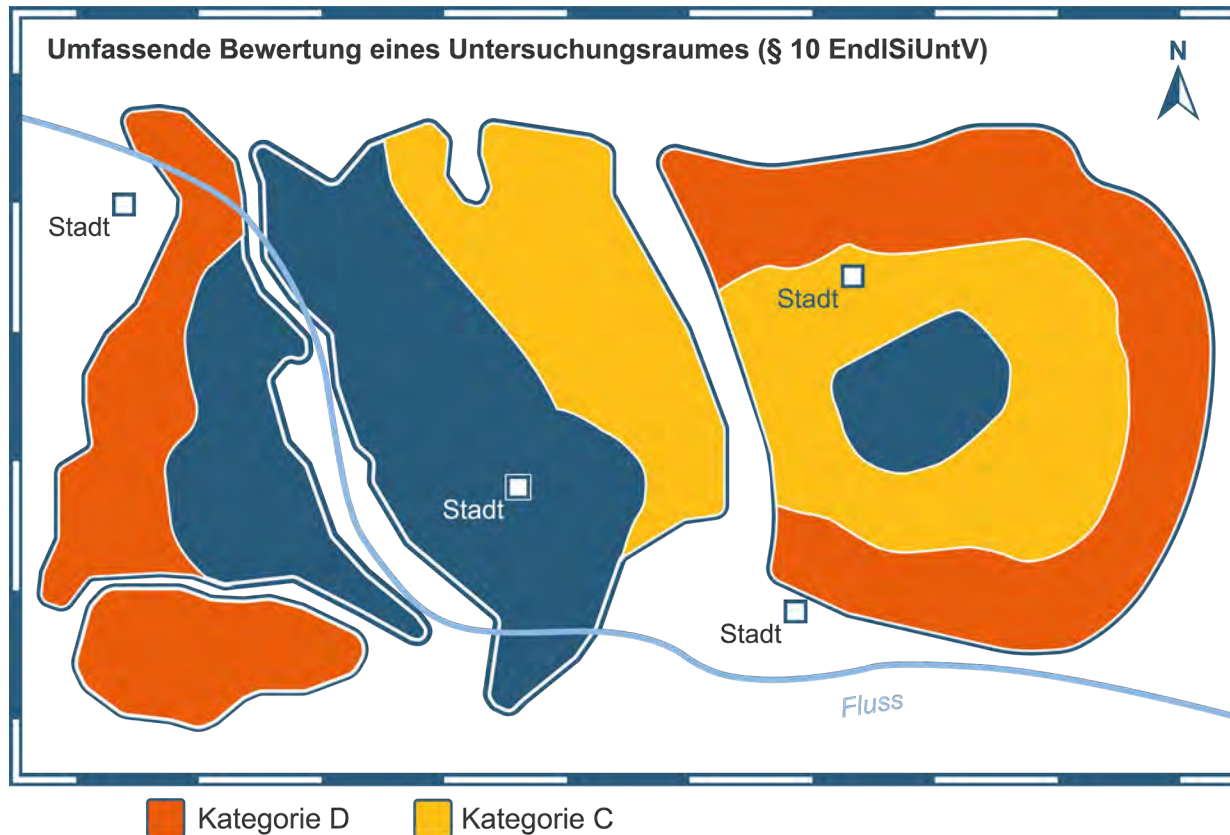 Umfassende Bewertung eines Untersuchungsraumes (§ 10 EndlSiUntV)
N
Stadt
Stadt
Stadt
Stadt
Fluss
Kategorie D
Kategorie C